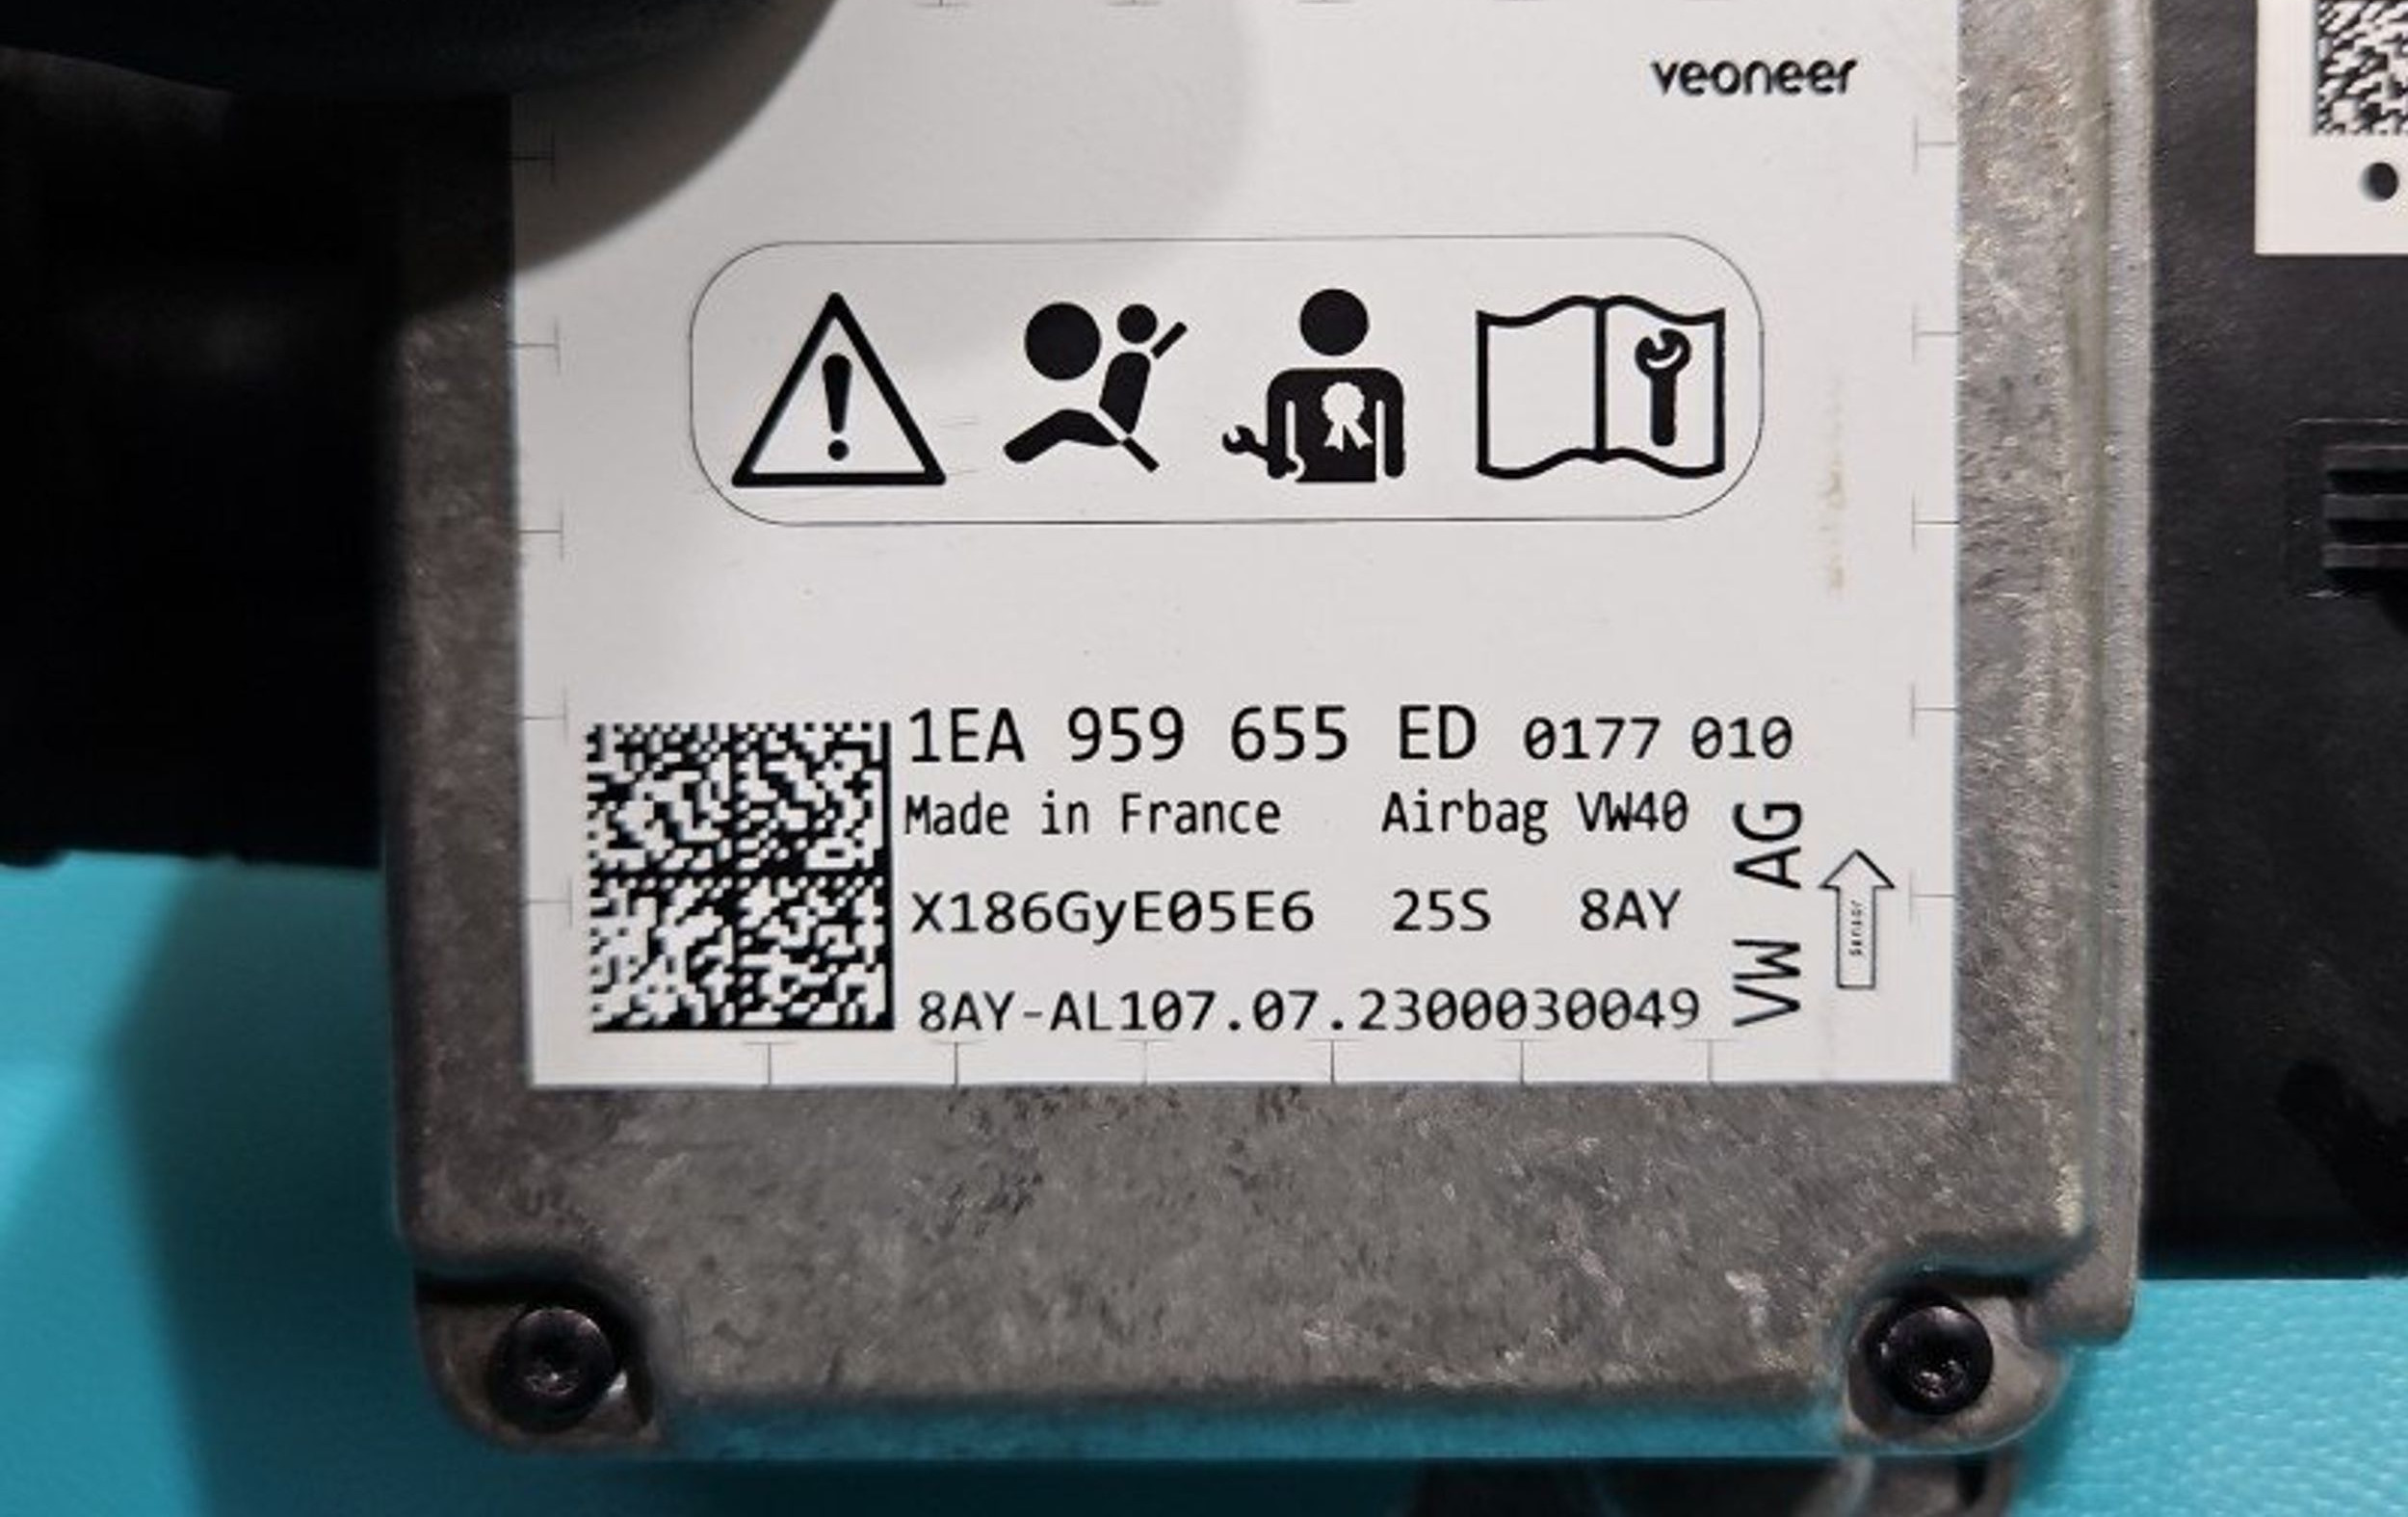 veoneer
1EA 959 655 ED 0177 010
Made in France Airbag VW40
X186GyE05E6 25S 8AY
8AY-AL107.07.2300030049
VW AG
Sensor